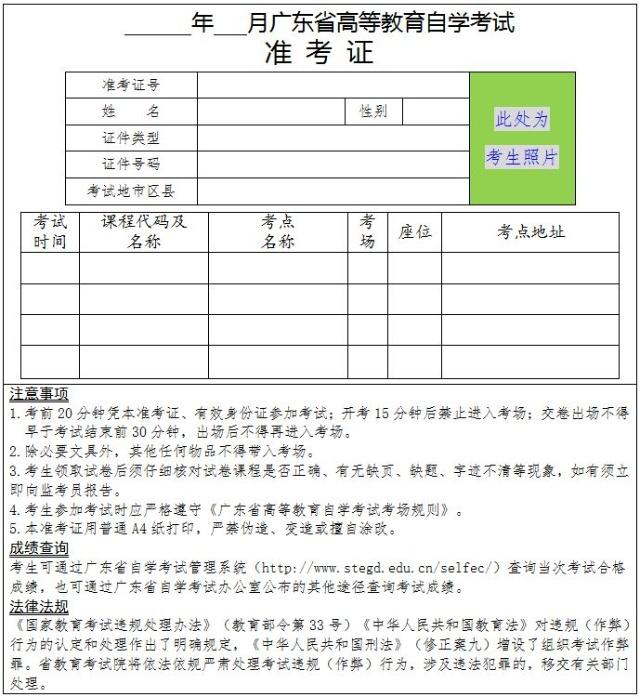 ______年___月广东省高等教育自学考试
准 考 证
准考证号
姓　　名
性别
证件类型
证件号码
考试地市区县
此处为
考生照片
考试
时间
课程代码及
名称
考点
名称
考
场
座位
考点地址
注意事项
1.考前20分钟凭本准考证、有效身份证参加考试；开考15分钟后禁止进入考场；交卷出场不得
早于考试结束前30分钟，出场后不得再进入考场。
2.除必要文具外，其他任何物品不得带入考场。
3.考生领取试卷后须仔细核对试卷课程是否正确、有无缺页、缺题、字迹不清等现象，如有须立
即向监考员报告。
4.考生参加考试时应严格遵守《广东省高等教育自学考试考场规则》。
5.本准考证用普通A4纸打印，严禁伪造、变造或擅自涂改。
成绩查询
考生可通过广东省自学考试管理系统（http://www.stegd.edu.cn/selfec/）查询当次考试合格
成绩，也可通过广东省自学考试办公室公布的其他途径查询考试成绩。
法律法规
《国家教育考试违规处理办法》（教育部令第33号）《中华人民共和国教育法》对违规（作弊）
行为的认定和处理作出了明确规定，《中华人民共和国刑法》（修正案九）增设了组织考试作弊
罪。省教育考试院将依法依规严肃处理考试违规（作弊）行为，涉及违法犯罪的，移交有关部门
处理。